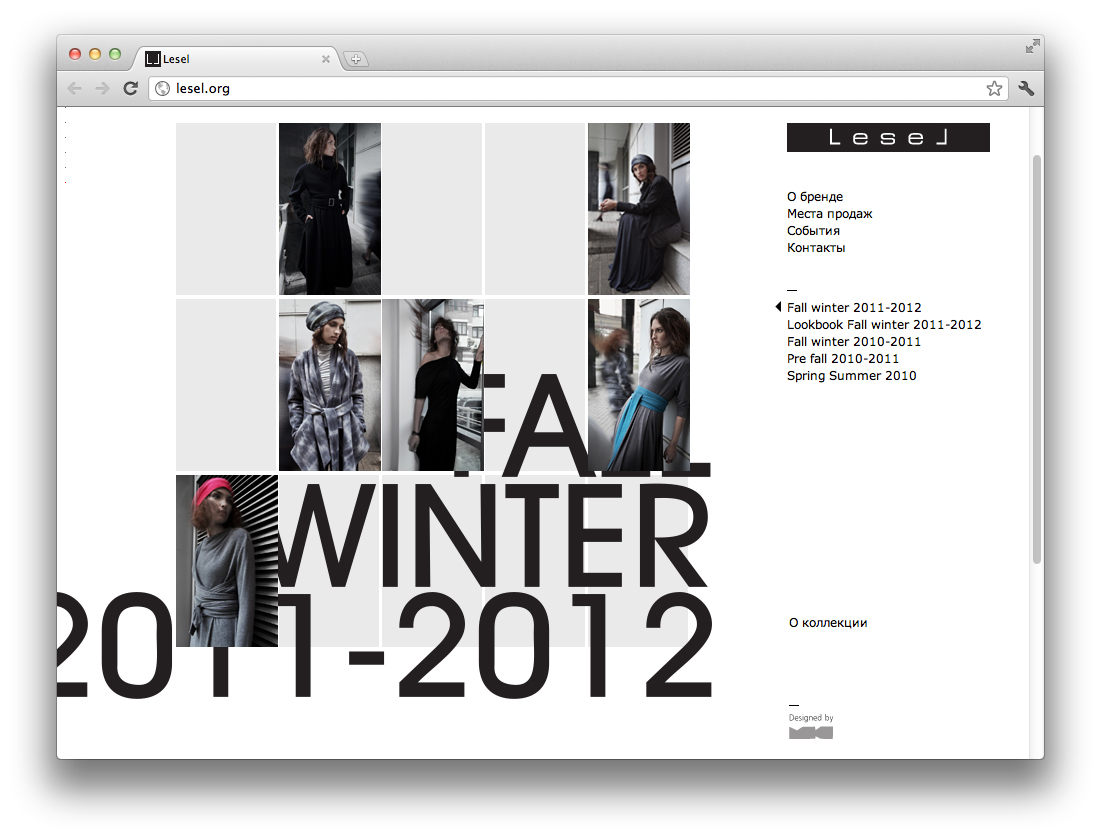 Lesel
lesel.org
Lesel
О бренде
Места продаж
События
Контакты
Fall winter 2011-2012
Lookbook Fall winter 2011-2012
Fall winter 2010-2011
Pre fall 2010-2011
Spring Summer 2010
FALL
WINTER
2011-2012
О коллекции
Designed by